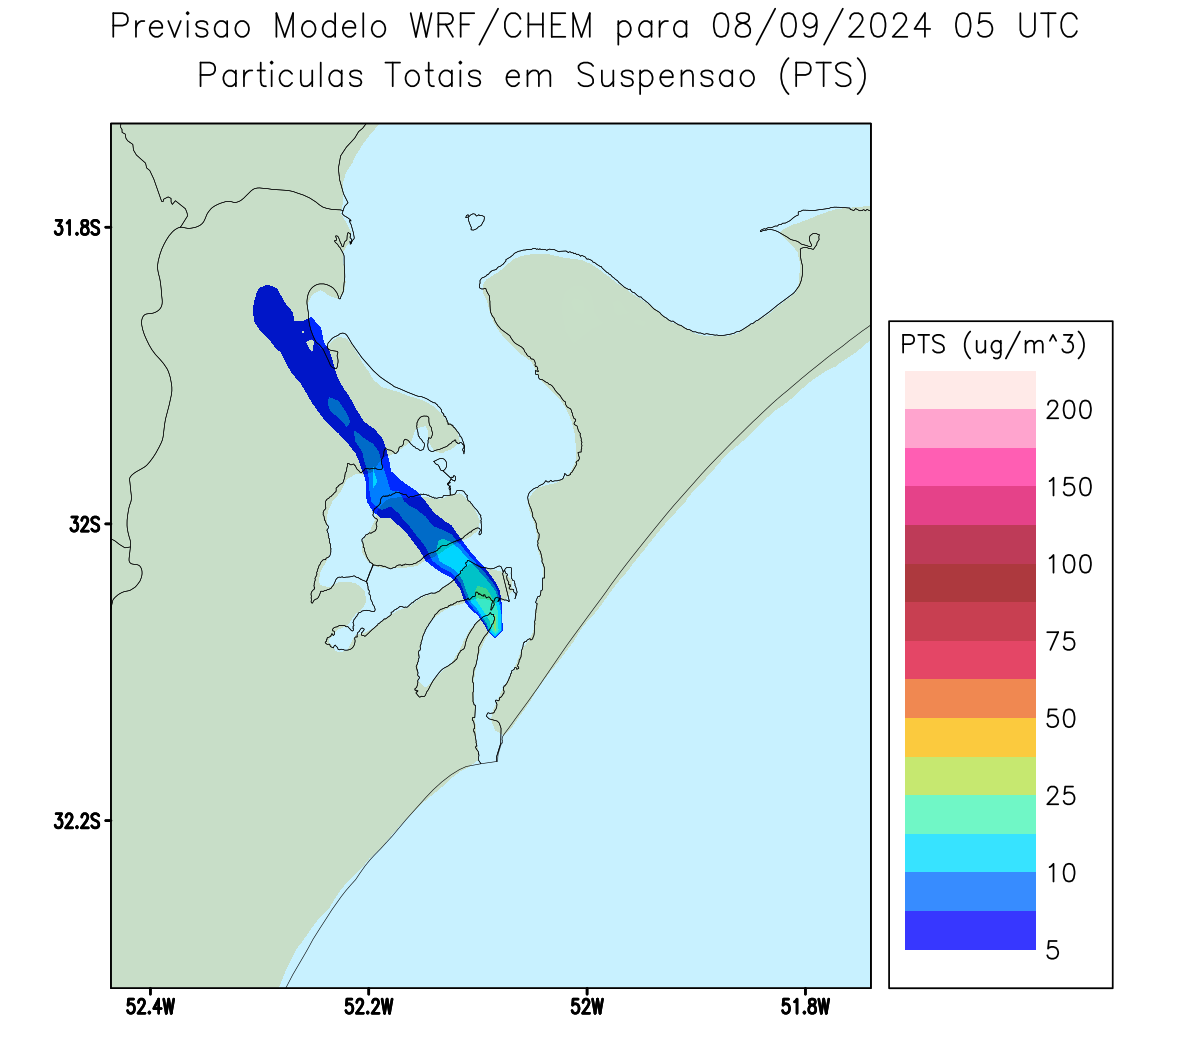 Previsao Modelo WRF/CHEM para 08/09/2024 05 UTC
Particulas Totais em Suspensao (PTS)
31.8S
32S
32.2S
52.4W
52.2W
52W
51.8W
PTS (ug/m^3)
200
150
100
75
50
25
10
5